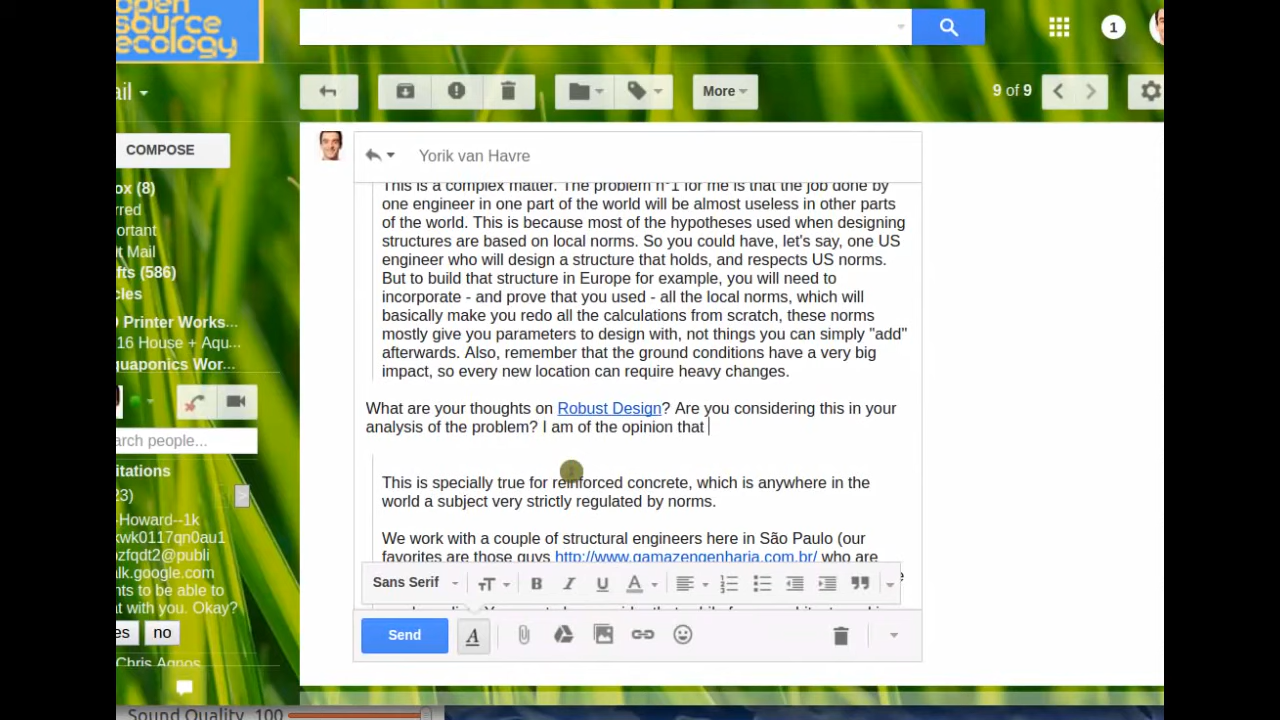 open
source
ecology
1
ail
More
9 of 9
COMPOSE
Yorik van Havre
This is a complex matter. The problem n°1 for me is that the job done by
one engineer in one part of the world will be almost useless in other parts
of the world. This is because most of the hypotheses used when designing
structures are based on local norms. So you could have, let's say, one US
engineer who will design a structure that holds, and respects US norms.
But to build that structure in Europe for example, you will need to
incorporate - and prove that you used - all the local norms, which will
basically make you redo all the calculations from scratch, these norms
mostly give you parameters to design with, not things you can simply "add"
afterwards. Also, remember that the ground conditions have a very big
impact, so every new location can require heavy changes.
What are your thoughts on Robust Design? Are you considering this in your
analysis of the problem? I am of the opinion that
This is specially true for reinforced concrete, which is anywhere in the
world a subject very strictly regulated by norms.
We work with a couple of structural engineers here in São Paulo (our
favorites are those guys http://www.gamazengenharia.com.br/ who are
Sans Serif
Send
ox (8)
rred
ortant
t Mail
fts (586)
cles
D Printer Works...
16 House + Aqu...
quaponics Wor...
arch people...
itations
23)
-Howard--1k
kwk0117qn0au1
ozfqdt2@publi
alk.google.com
nts to be able to
at with you. Okay?
es no
Chris Agnos
Sound Quality 100